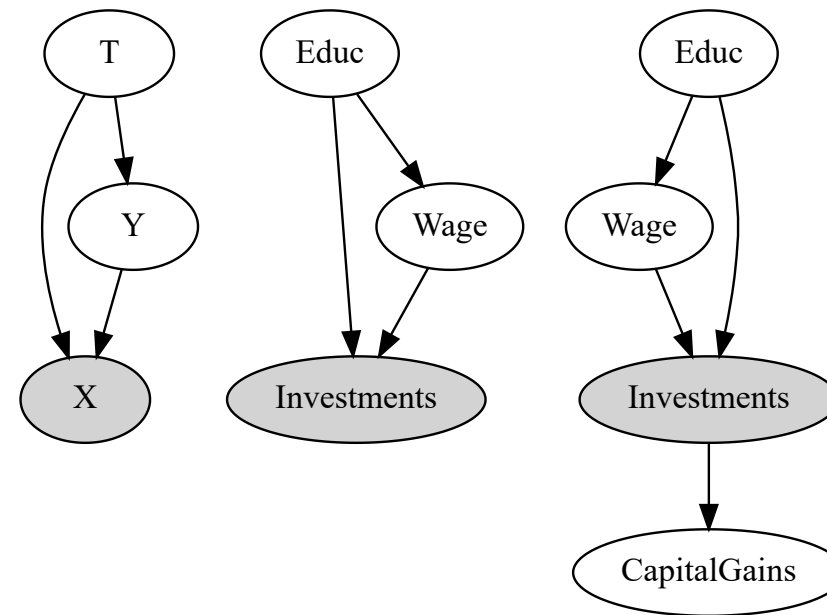 T
Educ
Educ
Y
Wage
Wage
X
Investments
Investments
CapitalGains